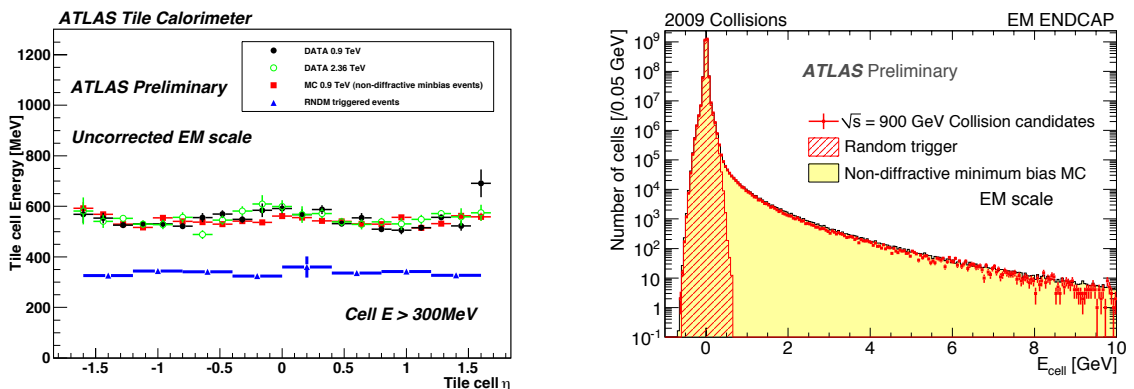 ATLAS Tile Calorimeter
Tile cell Energy [MeV]
1200
1000
800
600
400
200
0
DATA 0.9 TeV
DATA 2.36 TeV
MC 0.9 TeV (non-diffractive minbias events)
RNDM triggered events
ATLAS Preliminary
Uncorrected EM scale
Cell E > 300MeV
-1.5 -1 -0.5 0 0.5 1 1.5
Tile cell η
2009 Collisions EM ENDCAP
Number of cells [/0.05 GeV]
10⁹
10⁸
10⁷
10⁶
10⁵
10⁴
10³
10²
10
1
10⁻¹
ATLAS Preliminary
√s = 900 GeV Collision candidates
Random trigger
Non-diffractive minimum bias MC
EM scale
0 2 4 6 8 10
E_cell [GeV]